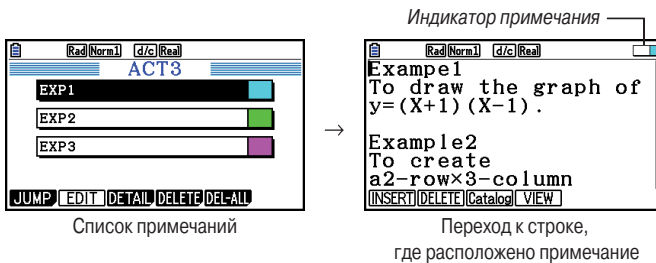 Индикатор примечания
Rad Norm1 d/c Real
ACT3
EXP1
EXP2
EXP3
JUMP EDIT DETAIL DELETE DEL-ALL
Список примечаний
→
Rad Norm1 d/c Real
Exampe1
To draw the graph of
y=(X+1)(X-1).
Example2
To create
a2-row×3-column
INSERT DELETE Catalog VIEW
Переход к строке,
где расположено примечание